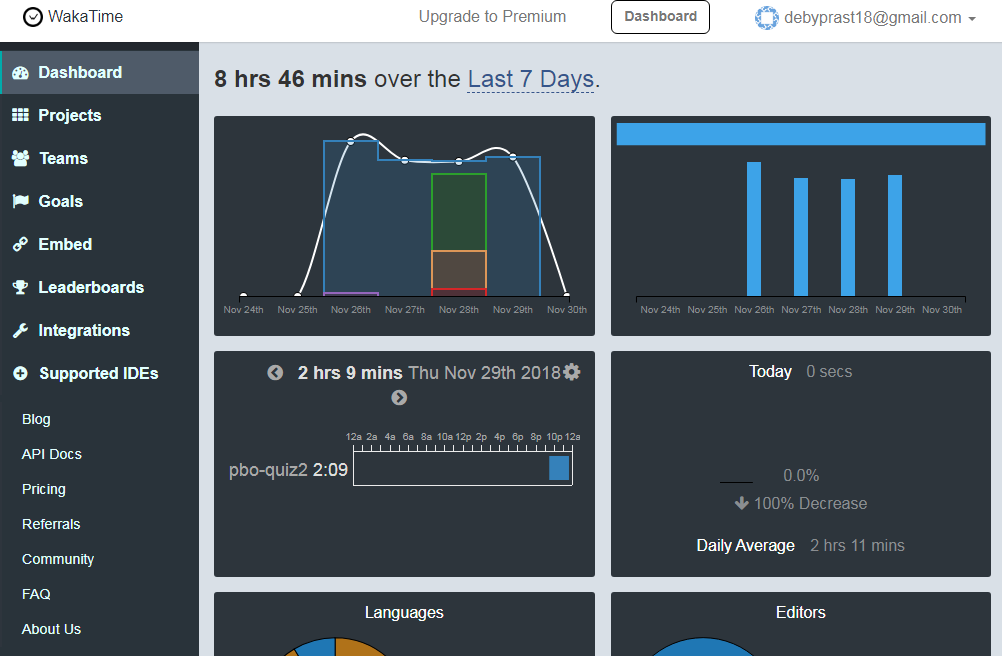 WakaTime
Upgrade to Premium
Dashboard
debyprast18@gmail.com
Dashboard
Projects
Teams
Goals
Embed
Leaderboards
Integrations
Supported IDEs
Blog
API Docs
Pricing
Referrals
Community
FAQ
About Us
8 hrs 46 mins over the Last 7 Days.
Nov 24th Nov 25th Nov 26th Nov 27th Nov 28th Nov 29th Nov 30th
Nov 24th Nov 25th Nov 26th Nov 27th Nov 28th Nov 29th Nov 30th
2 hrs 9 mins Thu Nov 29th 2018
12a 2a 4a 6a 8a 10a 12p 2p 4p 6p 8p 10p 12a
pbo-quiz2 2:09
Today 0 secs
0.0%
100% Decrease
Daily Average 2 hrs 11 mins
Languages
Editors